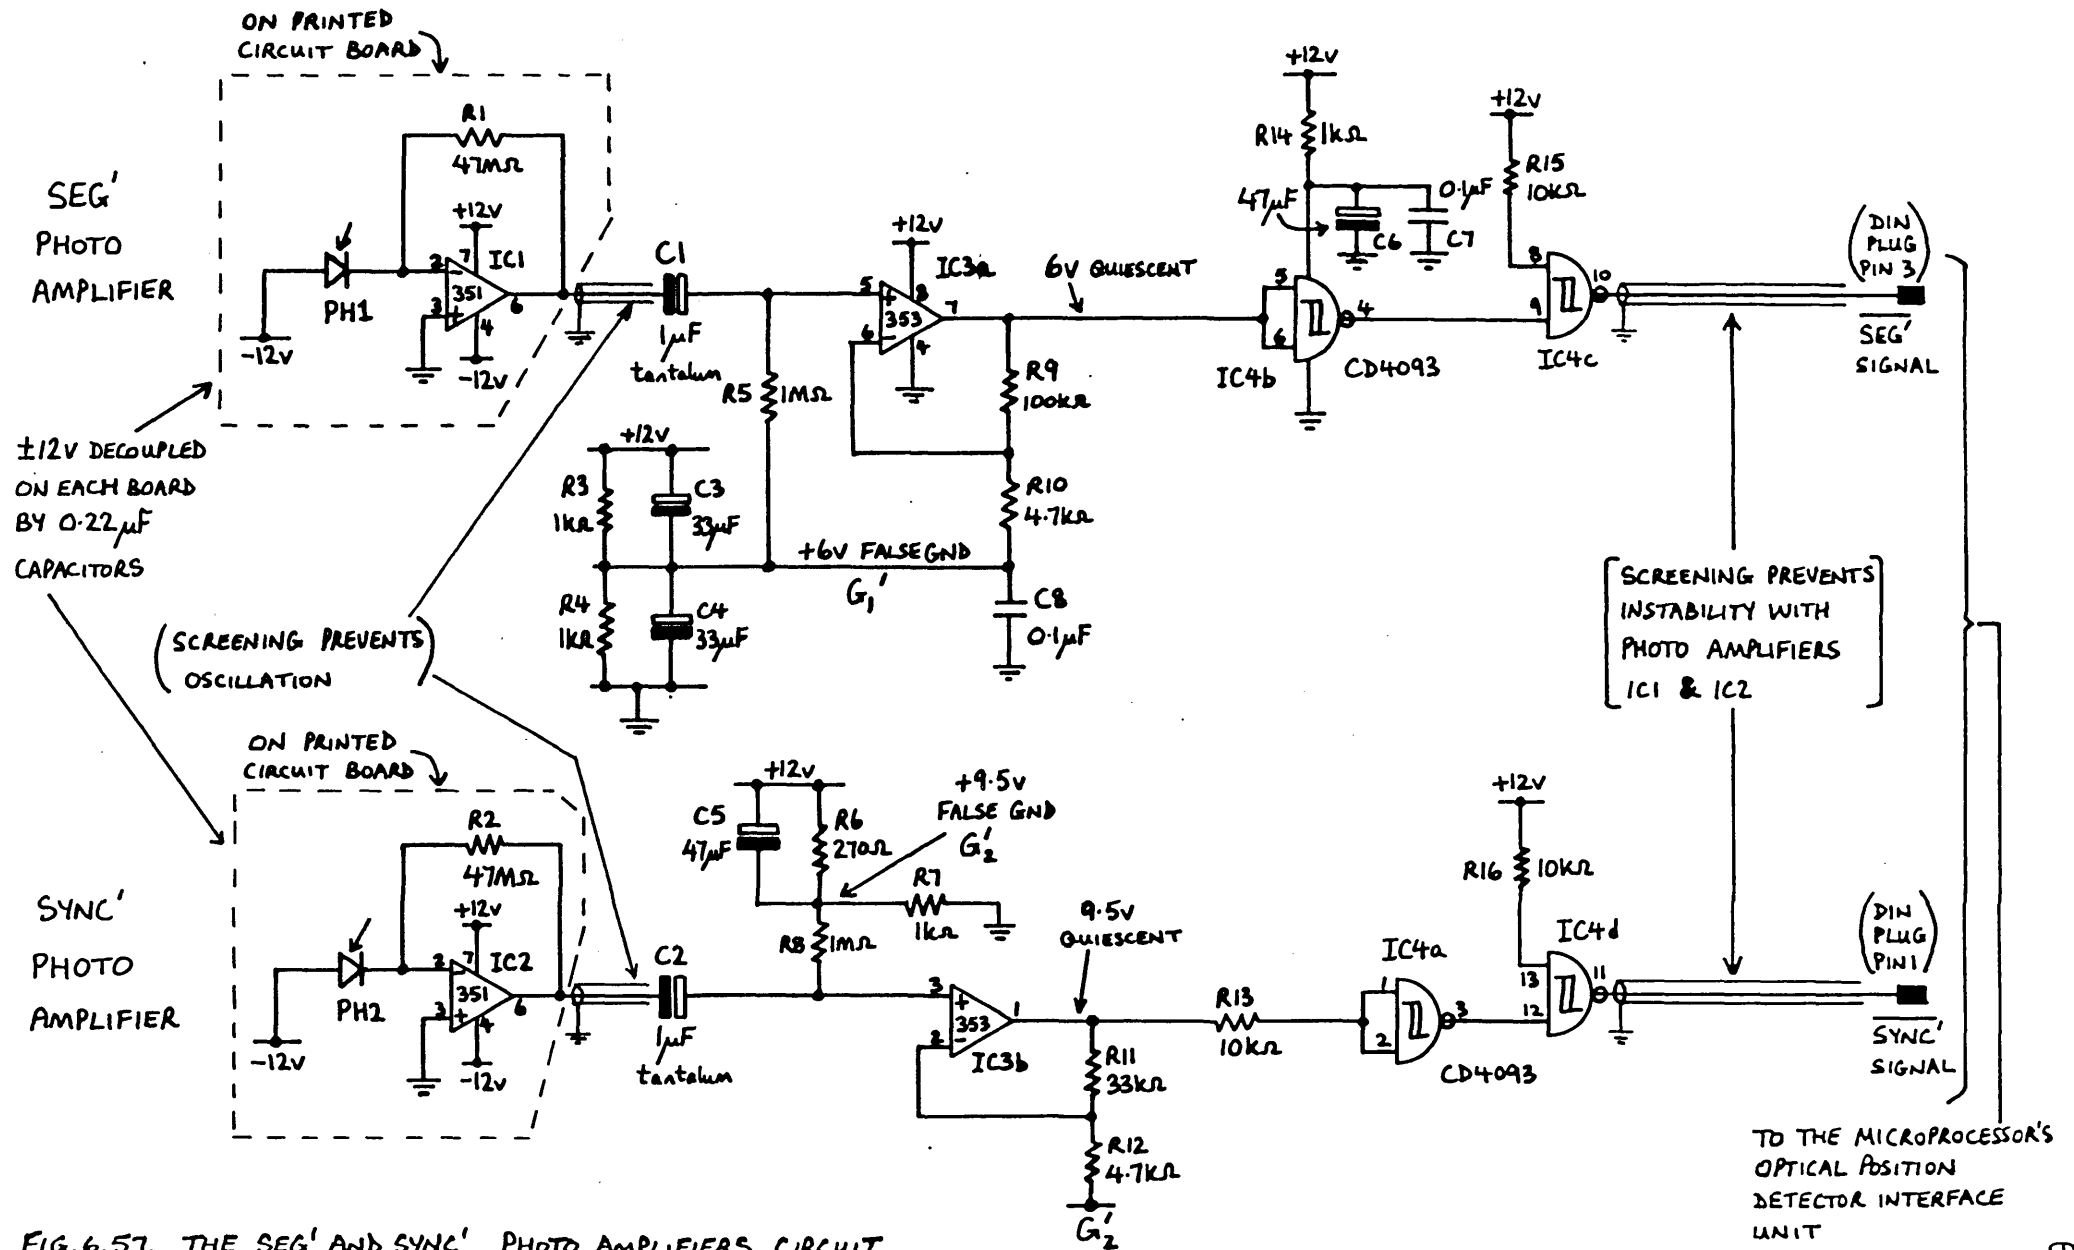 ON PRINTED
CIRCUIT BOARD
SEG'
PHOTO
AMPLIFIER
R1
47MΩ
+12V
2
-
7
IC1
351
3
+
6
4
-12V
PH1
-12V
C1
1µF
tantalum
R5
1MΩ
+12V
IC3a
5
+
8
7
353
6
-
4
6V QUIESCENT
R9
100kΩ
R10
4.7kΩ
C8
0.1µF
+12V
R3
1kΩ
C3
33µF
+6V FALSE GND
G1'
R4
1kΩ
C4
33µF
+12V
R14
1kΩ
47µF
C6
0.1µF
C7
5
6
4
IC4b
CD4093
+12V
R15
10kΩ
8
9
10
IC4c
(DIN
PLUG
PIN 3)
SEG'
SIGNAL
±12V DECOUPLED
ON EACH BOARD
BY 0.22µF
CAPACITORS
(SCREENING PREVENTS
OSCILLATION)
[SCREENING PREVENTS
INSTABILITY WITH
PHOTO AMPLIFIERS
IC1 & IC2]
ON PRINTED
CIRCUIT BOARD
SYNC'
PHOTO
AMPLIFIER
R2
47MΩ
+12V
2
-
7
IC2
351
3
+
6
4
-12V
PH2
-12V
C2
1µF
tantalum
+12V
C5
47µF
R6
270Ω
+9.5V
FALSE GND
G2'
R7
1kΩ
R8
1MΩ
3
+
1
353
2
-
IC3b
9.5V
QUIESCENT
R11
33kΩ
R12
4.7kΩ
G2'
R13
10kΩ
IC4a
1
2
3
CD4093
+12V
R16
10kΩ
IC4d
13
12
11
(DIN
PLUG
PIN 1)
SYNC'
SIGNAL
TO THE MICROPROCESSOR'S
OPTICAL POSITION
DETECTOR INTERFACE
UNIT
FIG. 6.57. THE SEG' AND SYNC' PHOTO AMPLIFIERS CIRCUIT